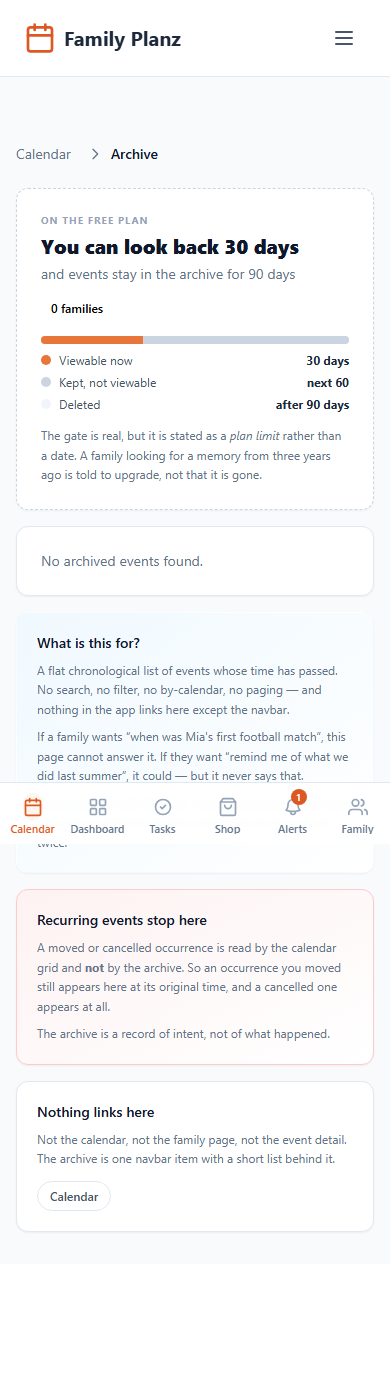 Family Planz
Calendar > Archive
ON THE FREE PLAN
You can look back 30 days
and events stay in the archive for 90 days
0 families
Viewable now 30 days
Kept, not viewable next 60
Deleted after 90 days
The gate is real, but it is stated as a plan limit rather than
a date. A family looking for a memory from three years
ago is told to upgrade, not that it is gone.
No archived events found.
What is this for?
A flat chronological list of events whose time has passed.
No search, no filter, no by-calendar, no paging — and
nothing in the app links here except the navbar.
If a family wants “when was Mia's first football match”, this
page cannot answer it. If they want “remind me of what we
did last summer”, it could — but it never says that.
1
Calendar Dashboard Tasks Shop Alerts Family
twice.
Recurring events stop here
A moved or cancelled occurrence is read by the calendar
grid and not by the archive. So an occurrence you moved
still appears here at its original time, and a cancelled one
appears at all.
The archive is a record of intent, not of what happened.
Nothing links here
Not the calendar, not the family page, not the event detail.
The archive is one navbar item with a short list behind it.
Calendar